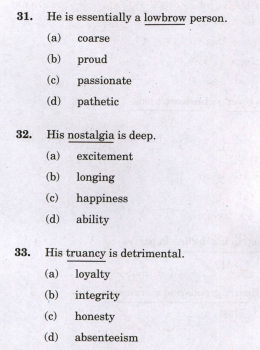 31. He is essentially a lowbrow person.
(a) coarse
(b) proud
(c) passionate
(d) pathetic
32. His nostalgia is deep.
(a) excitement
(b) longing
(c) happiness
(d) ability
33. His truancy is detrimental.
(a) loyalty
(b) integrity
(c) honesty
(d) absenteeism